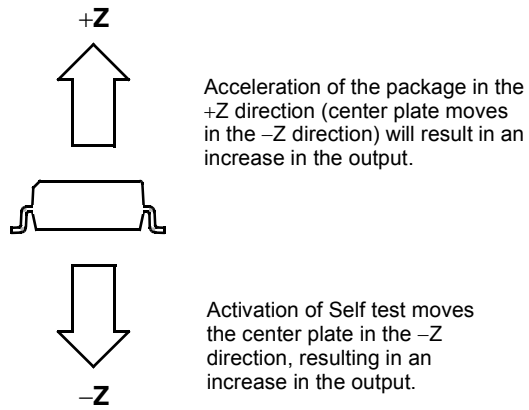 +Z
Acceleration of the package in the
+Z direction (center plate moves
in the −Z direction) will result in an
increase in the output.
Activation of Self test moves
the center plate in the −Z
direction, resulting in an
increase in the output.
−Z